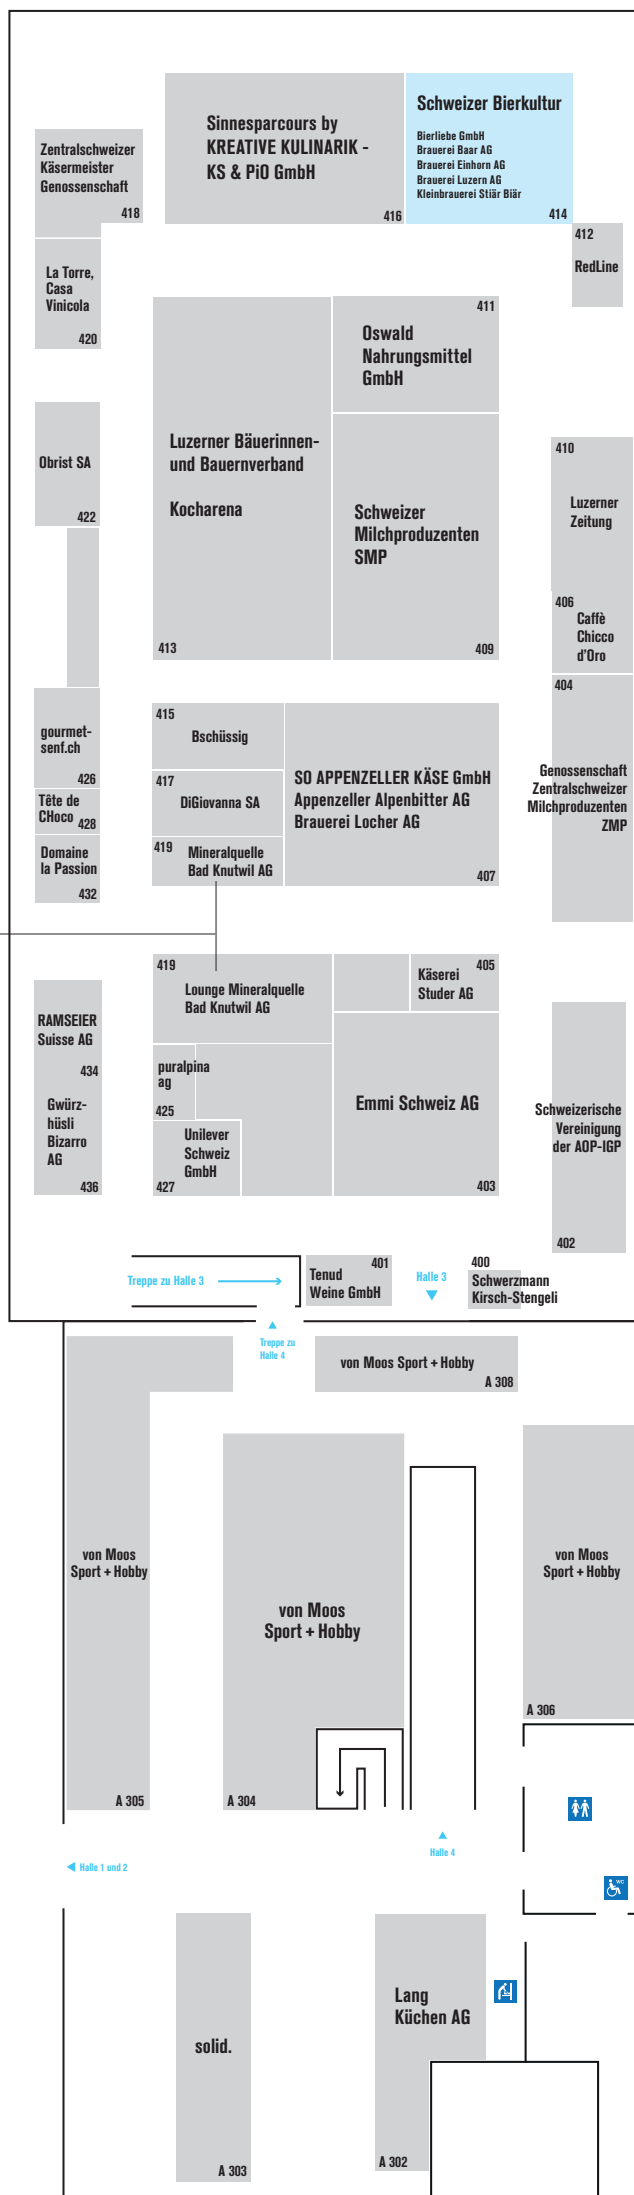 Sinnesparcours by
KREATIVE KULINARIK -
KS & PiO GmbH
416
Schweizer Bierkultur
Bierliebe GmbH
Brauerei Baar AG
Brauerei Einhorn AG
Brauerei Luzern AG
Kleinbrauerei Stiär Biär
414
Zentralschweizer
Käsermeister
Genossenschaft
418
412
RedLine
La Torre,
Casa
Vinicola
420
411
Oswald
Nahrungsmittel
GmbH
Luzerner Bäuerinnen-
und Bauernverband
Kocharena
413
Obrist SA
422
Schweizer
Milchproduzenten
SMP
409
410
Luzerner
Zeitung
406
Caffè
Chicco
d'Oro
404
Genossenschaft
Zentralschweizer
Milchproduzenten
ZMP
gourmet-
senf.ch
426
Tête de
CHoco
428
Domaine
la Passion
432
415
Bschüssig
417
DiGiovanna SA
419
Mineralquelle
Bad Knutwil AG
SO APPENZELLER KÄSE GmbH
Appenzeller Alpenbitter AG
Brauerei Locher AG
407
419
Lounge Mineralquelle
Bad Knutwil AG
405
Käserei
Studer AG
RAMSEIER
Suisse AG
434
Gwürz-
hüsli
Bizarro
AG
436
puralpina
ag
425
Unilever
Schweiz
GmbH
427
Emmi Schweiz AG
403
Schweizerische
Vereinigung
der AOP-IGP
402
Treppe zu Halle 3
401
Tenud
Weine GmbH
Halle 3
400
Schwerzmann
Kirsch-Stengeli
Treppe zu
Halle 4
von Moos Sport + Hobby
A 308
von Moos
Sport + Hobby
A 305
von Moos
Sport + Hobby
A 304
von Moos
Sport + Hobby
A 306
Halle 4
Halle 1 und 2
WC
solid.
A 303
Lang
Küchen AG
A 302